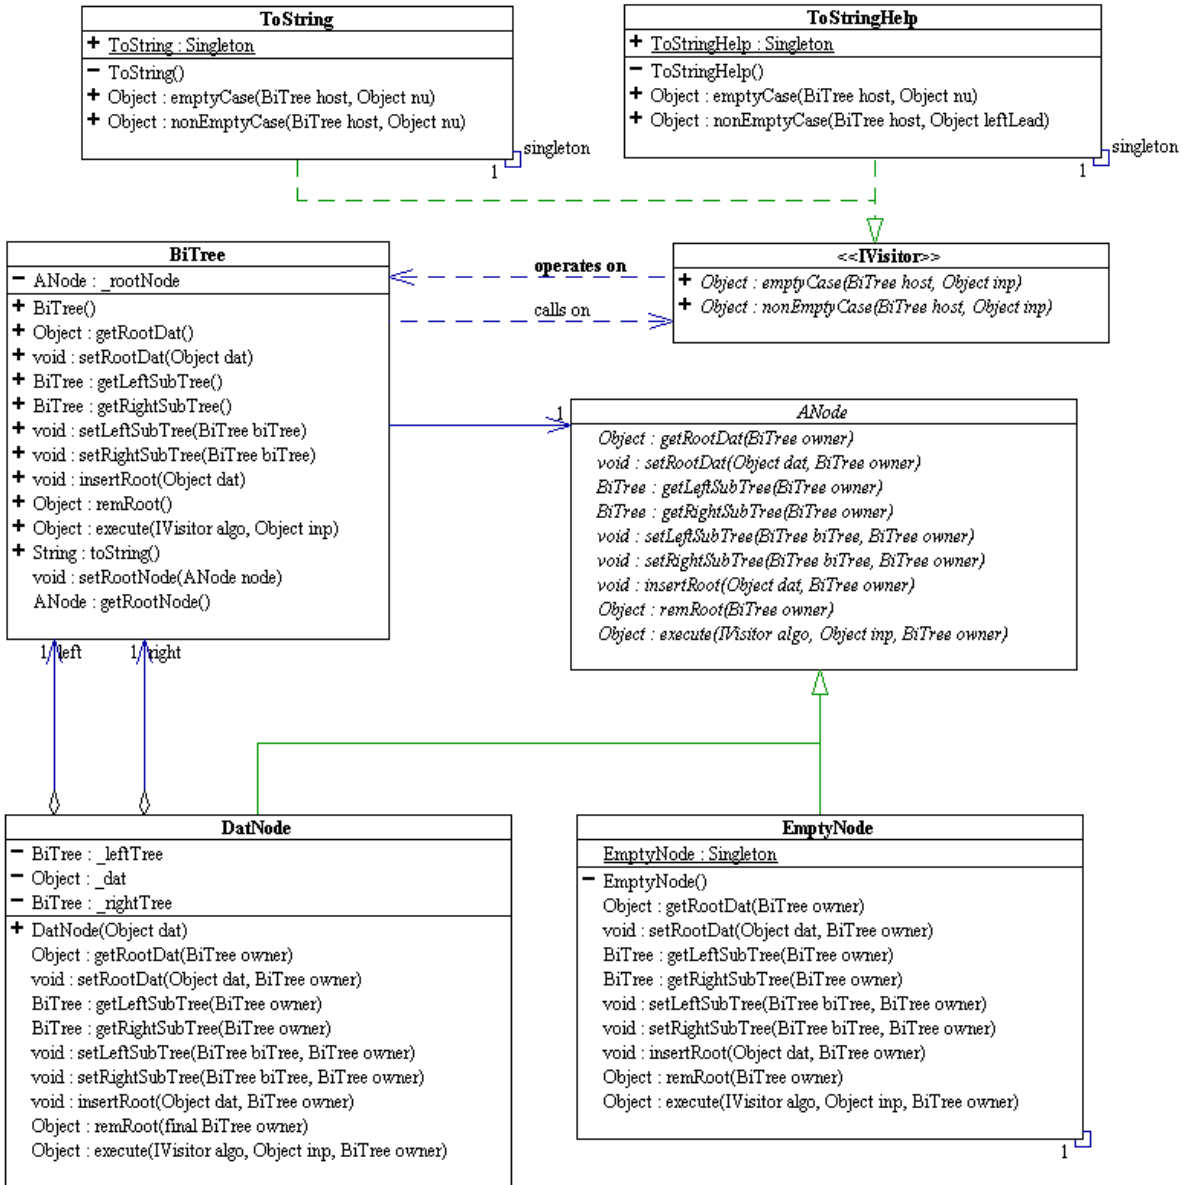 ToString
+ ToString : Singleton
− ToString()
+ Object : emptyCase(BiTree host, Object nu)
+ Object : nonEmptyCase(BiTree host, Object nu)
1
singleton
ToStringHelp
+ ToStringHelp : Singleton
− ToStringHelp()
+ Object : emptyCase(BiTree host, Object nu)
+ Object : nonEmptyCase(BiTree host, Object leftLead)
1
singleton
BiTree
− ANode : _rootNode
+ BiTree()
+ Object : getRootDat()
+ void : setRootDat(Object dat)
+ BiTree : getLeftSubTree()
+ BiTree : getRightSubTree()
+ void : setLeftSubTree(BiTree biTree)
+ void : setRightSubTree(BiTree biTree)
+ void : insertRoot(Object dat)
+ Object : remRoot()
+ Object : execute(IVisitor algo, Object inp)
+ String : toString()
void : setRootNode(ANode node)
ANode : getRootNode()
operates on
calls on
<<IVisitor>>
+ Object : emptyCase(BiTree host, Object inp)
+ Object : nonEmptyCase(BiTree host, Object inp)
1
ANode
Object : getRootDat(BiTree owner)
void : setRootDat(Object dat, BiTree owner)
BiTree : getLeftSubTree(BiTree owner)
BiTree : getRightSubTree(BiTree owner)
void : setLeftSubTree(BiTree biTree, BiTree owner)
void : setRightSubTree(BiTree biTree, BiTree owner)
void : insertRoot(Object dat, BiTree owner)
Object : remRoot(BiTree owner)
Object : execute(IVisitor algo, Object inp, BiTree owner)
1 left
1 right
DatNode
− BiTree : _leftTree
− Object : _dat
− BiTree : _rightTree
+ DatNode(Object dat)
Object : getRootDat(BiTree owner)
void : setRootDat(Object dat, BiTree owner)
BiTree : getLeftSubTree(BiTree owner)
BiTree : getRightSubTree(BiTree owner)
void : setLeftSubTree(BiTree biTree, BiTree owner)
void : setRightSubTree(BiTree biTree, BiTree owner)
void : insertRoot(Object dat, BiTree owner)
Object : remRoot(final BiTree owner)
Object : execute(IVisitor algo, Object inp, BiTree owner)
EmptyNode
EmptyNode : Singleton
− EmptyNode()
Object : getRootDat(BiTree owner)
void : setRootDat(Object dat, BiTree owner)
BiTree : getLeftSubTree(BiTree owner)
BiTree : getRightSubTree(BiTree owner)
void : setLeftSubTree(BiTree biTree, BiTree owner)
void : setRightSubTree(BiTree biTree, BiTree owner)
void : insertRoot(Object dat, BiTree owner)
Object : remRoot(BiTree owner)
Object : execute(IVisitor algo, Object inp, BiTree owner)
1